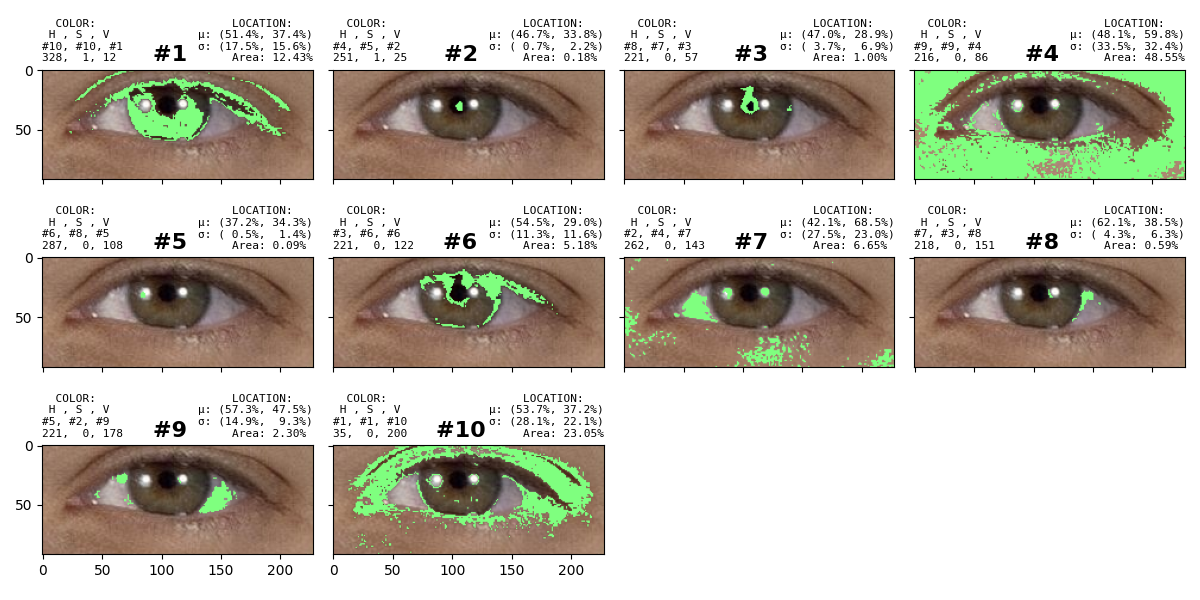 COLOR: LOCATION:
H , S , V μ: (51.4%, 37.4%)
#10, #10, #1 #1 σ: (17.5%, 15.6%)
328, 1, 12 Area: 12.43%
COLOR: LOCATION:
H , S , V μ: (46.7%, 33.8%)
#4, #5, #2 #2 σ: ( 0.7%, 2.2%)
251, 1, 25 Area: 0.18%
COLOR: LOCATION:
H , S , V μ: (47.0%, 28.9%)
#8, #7, #3 #3 σ: ( 3.7%, 6.9%)
221, 0, 57 Area: 1.00%
COLOR: LOCATION:
H , S , V μ: (48.1%, 59.8%)
#9, #9, #4 #4 σ: (33.5%, 32.4%)
216, 0, 86 Area: 48.55%
0
50
COLOR: LOCATION:
H , S , V μ: (37.2%, 34.3%)
#6, #8, #5 #5 σ: ( 0.5%, 1.4%)
287, 0, 108 Area: 0.09%
COLOR: LOCATION:
H , S , V μ: (54.5%, 29.0%)
#3, #6, #6 #6 σ: (11.3%, 11.6%)
221, 0, 122 Area: 5.18%
COLOR: LOCATION:
H , S , V μ: (42.1%, 68.5%)
#2, #4, #7 #7 σ: (27.5%, 23.0%)
262, 0, 143 Area: 6.65%
COLOR: LOCATION:
H , S , V μ: (62.1%, 38.5%)
#7, #3, #8 #8 σ: ( 4.3%, 6.3%)
218, 0, 151 Area: 0.59%
0
50
COLOR: LOCATION:
H , S , V μ: (57.3%, 47.5%)
#5, #2, #9 #9 σ: (14.9%, 9.3%)
221, 0, 178 Area: 2.30%
COLOR: LOCATION:
H , S , V μ: (53.7%, 37.2%)
#1, #1, #10 #10 σ: (28.1%, 22.1%)
35, 0, 200 Area: 23.05%
0
50
0 50 100 150 200
0 50 100 150 200